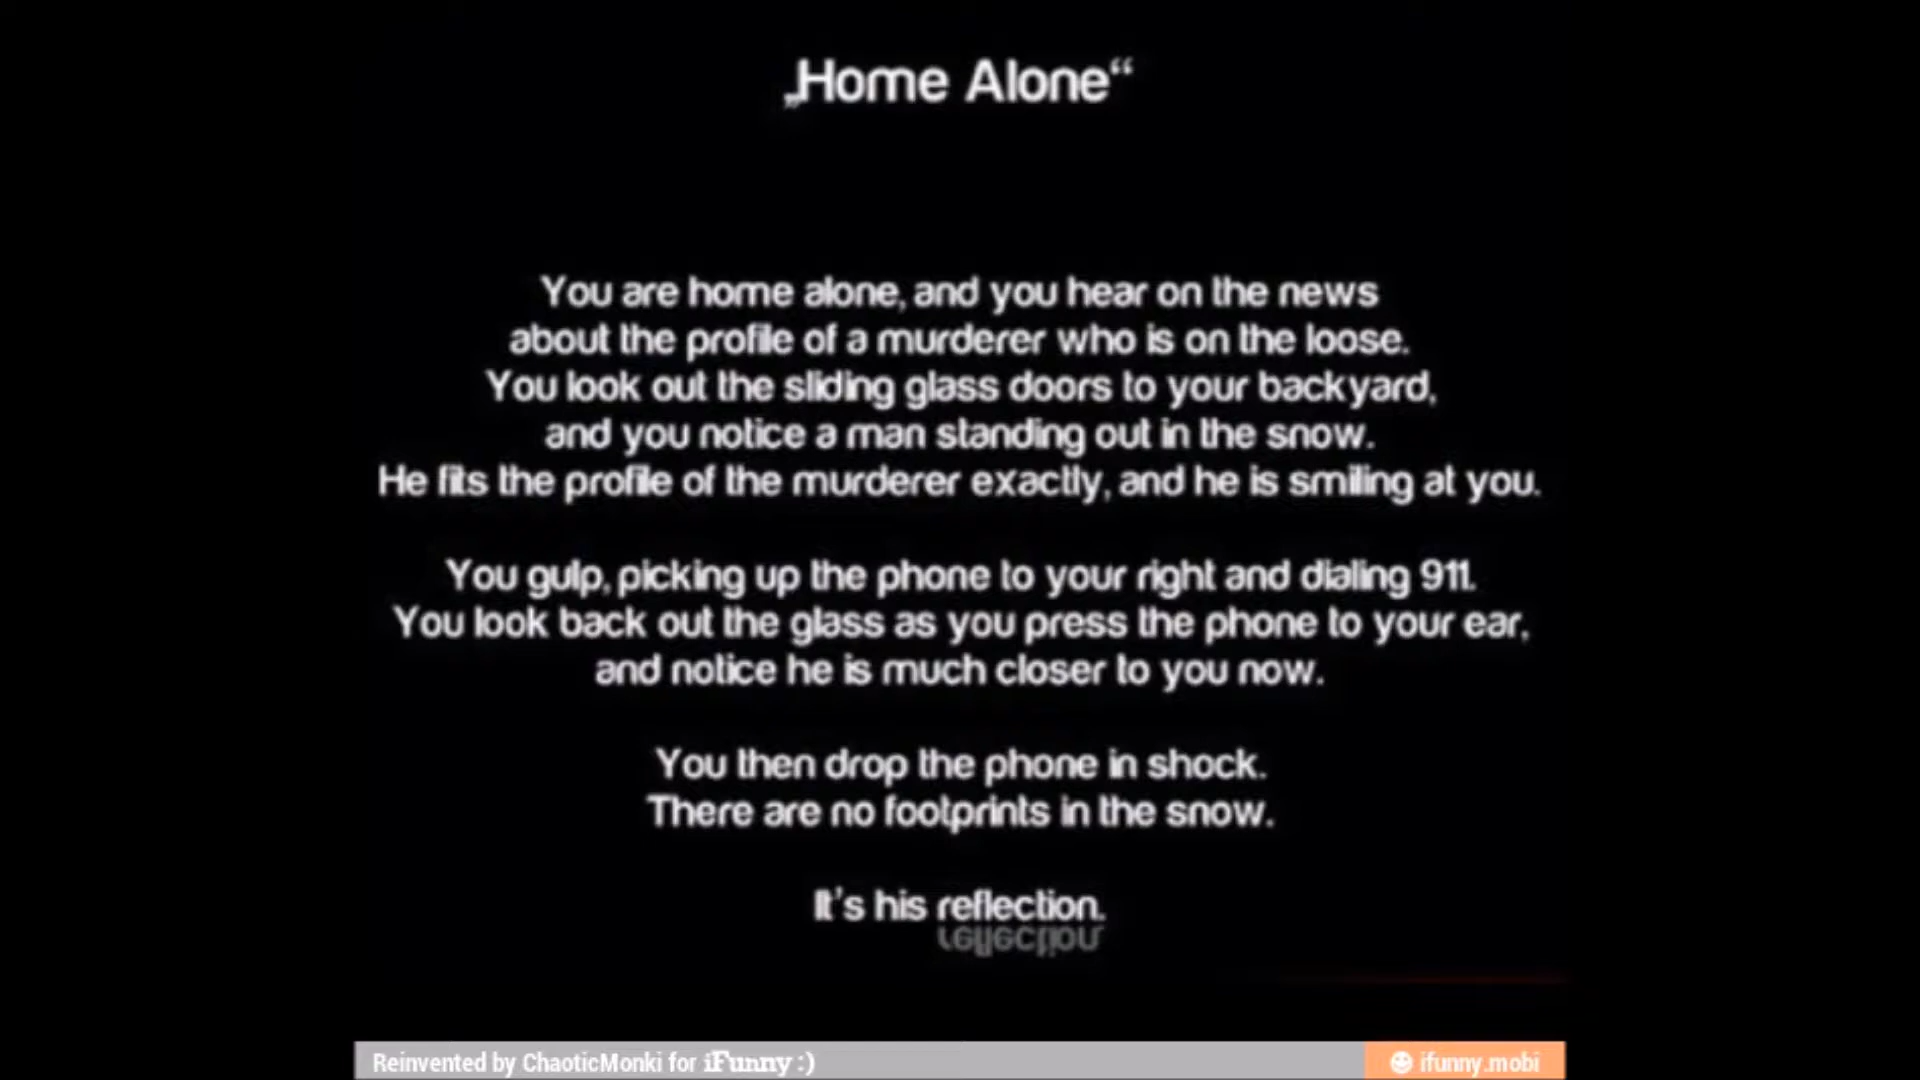 „Home Alone“
You are home alone, and you hear on the news
about the profile of a murderer who is on the loose.
You look out the sliding glass doors to your backyard,
and you notice a man standing out in the snow.
He fits the profile of the murderer exactly, and he is smiling at you.
You gulp, picking up the phone to your right and dialing 911.
You look back out the glass as you press the phone to your ear,
and notice he is much closer to you now.
You then drop the phone in shock.
There are no footprints in the snow.
It's his reflection.
reflection
Reinvented by ChaoticMonki for iFunny :)
ifunny.mobi